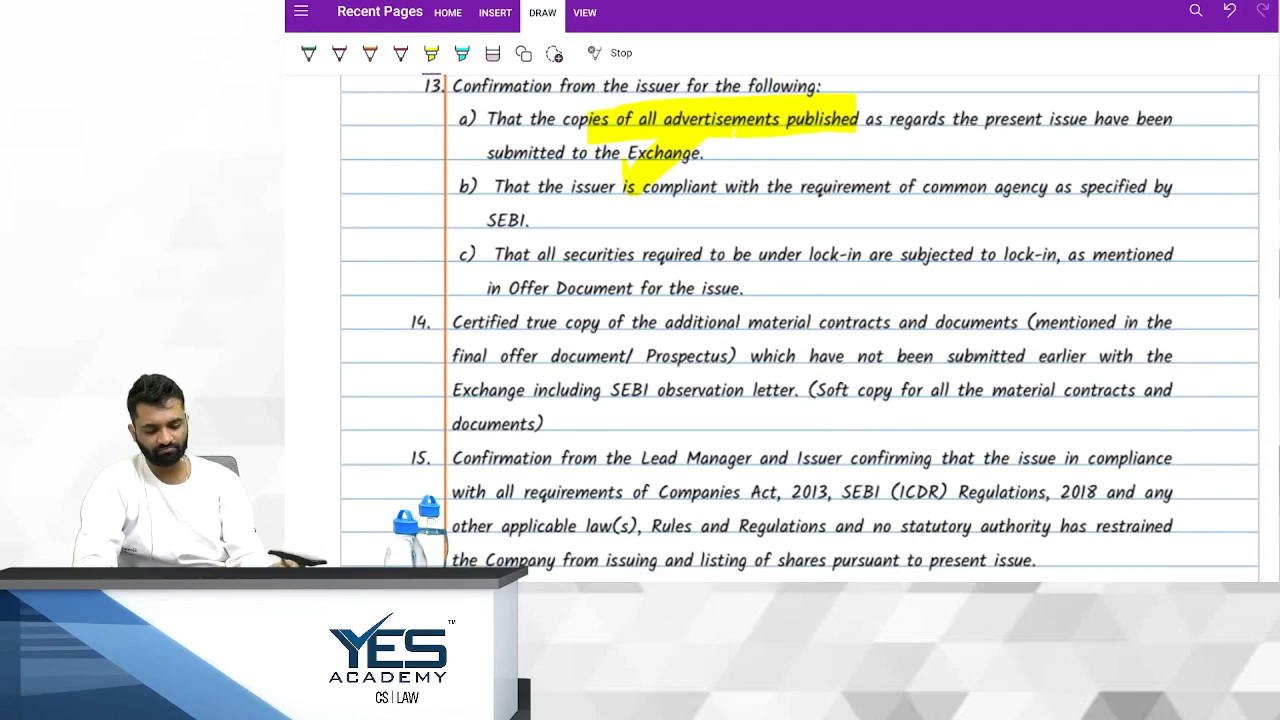 Recent Pages HOME INSERT DRAW VIEW
Stop
13. Confirmation from the issuer for the following:
a) That the copies of all advertisements published as regards the present issue have been
submitted to the Exchange.
b) That the issuer is compliant with the requirement of common agency as specified by
SEBI.
c) That all securities required to be under lock-in are subjected to lock-in, as mentioned
in Offer Document for the issue.
14. Certified true copy of the additional material contracts and documents (mentioned in the
final offer document/ Prospectus) which have not been submitted earlier with the
Exchange including SEBI observation letter. (Soft copy for all the material contracts and
documents)
15. Confirmation from the Lead Manager and Issuer confirming that the issue in compliance
with all requirements of Companies Act, 2013, SEBI (ICDR) Regulations, 2018 and any
other applicable law(s), Rules and Regulations and no statutory authority has restrained
the Company from issuing and listing of shares pursuant to present issue.
YES™
ACADEMY
CS | LAW